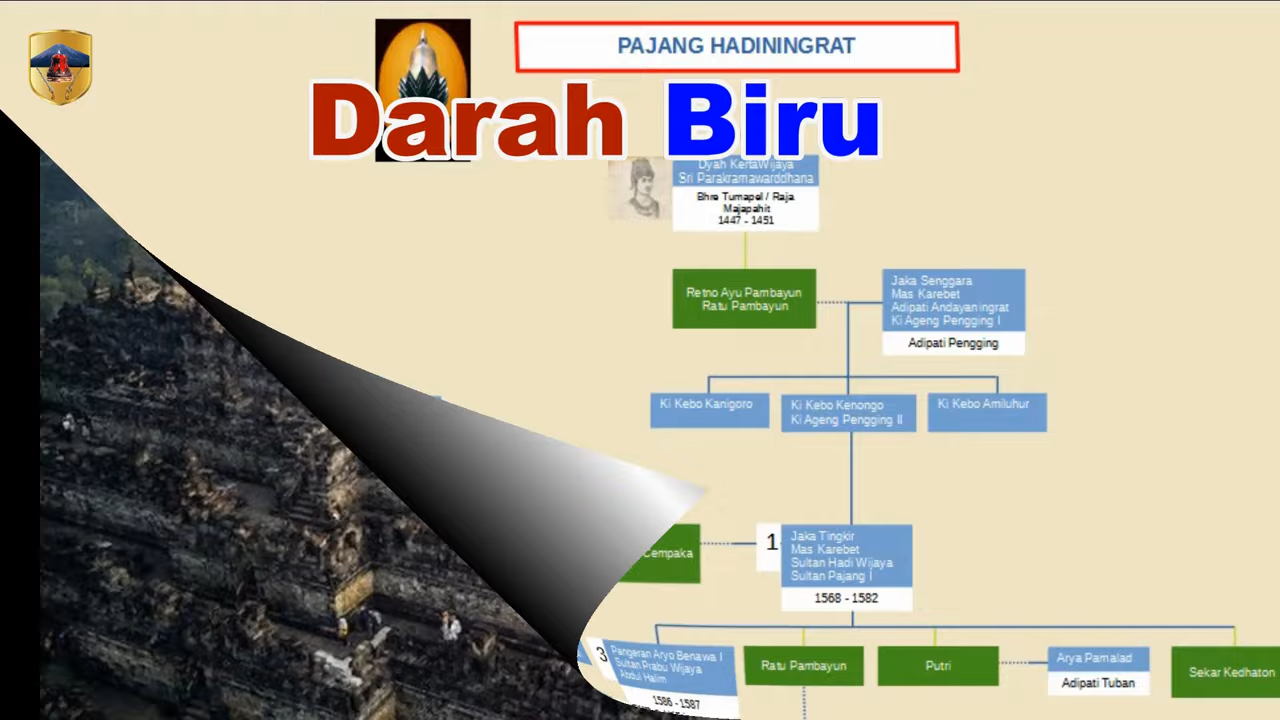 PAJANG HADININGRAT
Darah Biru
Dyah KertaWijaya
Sri Parakramawarddhana
Bhre Tumapel / Raja
Majapahit
1447 - 1451
Retno Ayu Pambayun
Ratu Pambayun
Jaka Senggara
Mas Karebet
Adipati Andayaningrat
Ki Ageng Pengging I
Adipati Pengging
Ki Kebo Kanigoro
Ki Kebo Kenongo
Ki Ageng Pengging II
Ki Kebo Amiluhur
Cempaka
1
Jaka Tingkir
Mas Karebet
Sultan Hadi Wijaya
Sultan Pajang I
1568 - 1582
3
Pangeran Aryo Benawa I
Sultan Prabu Wijaya
Abdul Halim
1586 - 1587
Ratu Pambayun
Putri
Arya Pamalad
Adipati Tuban
Sekar Kedhaton